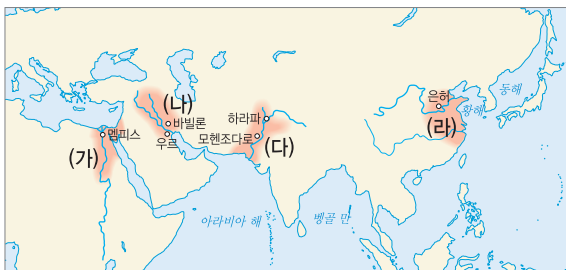 (가)
멤피스
(나)
바빌론
우르
하라파
모헨조다로
(다)
은허
(라)
황해
동해
아라비아 해
벵골 만